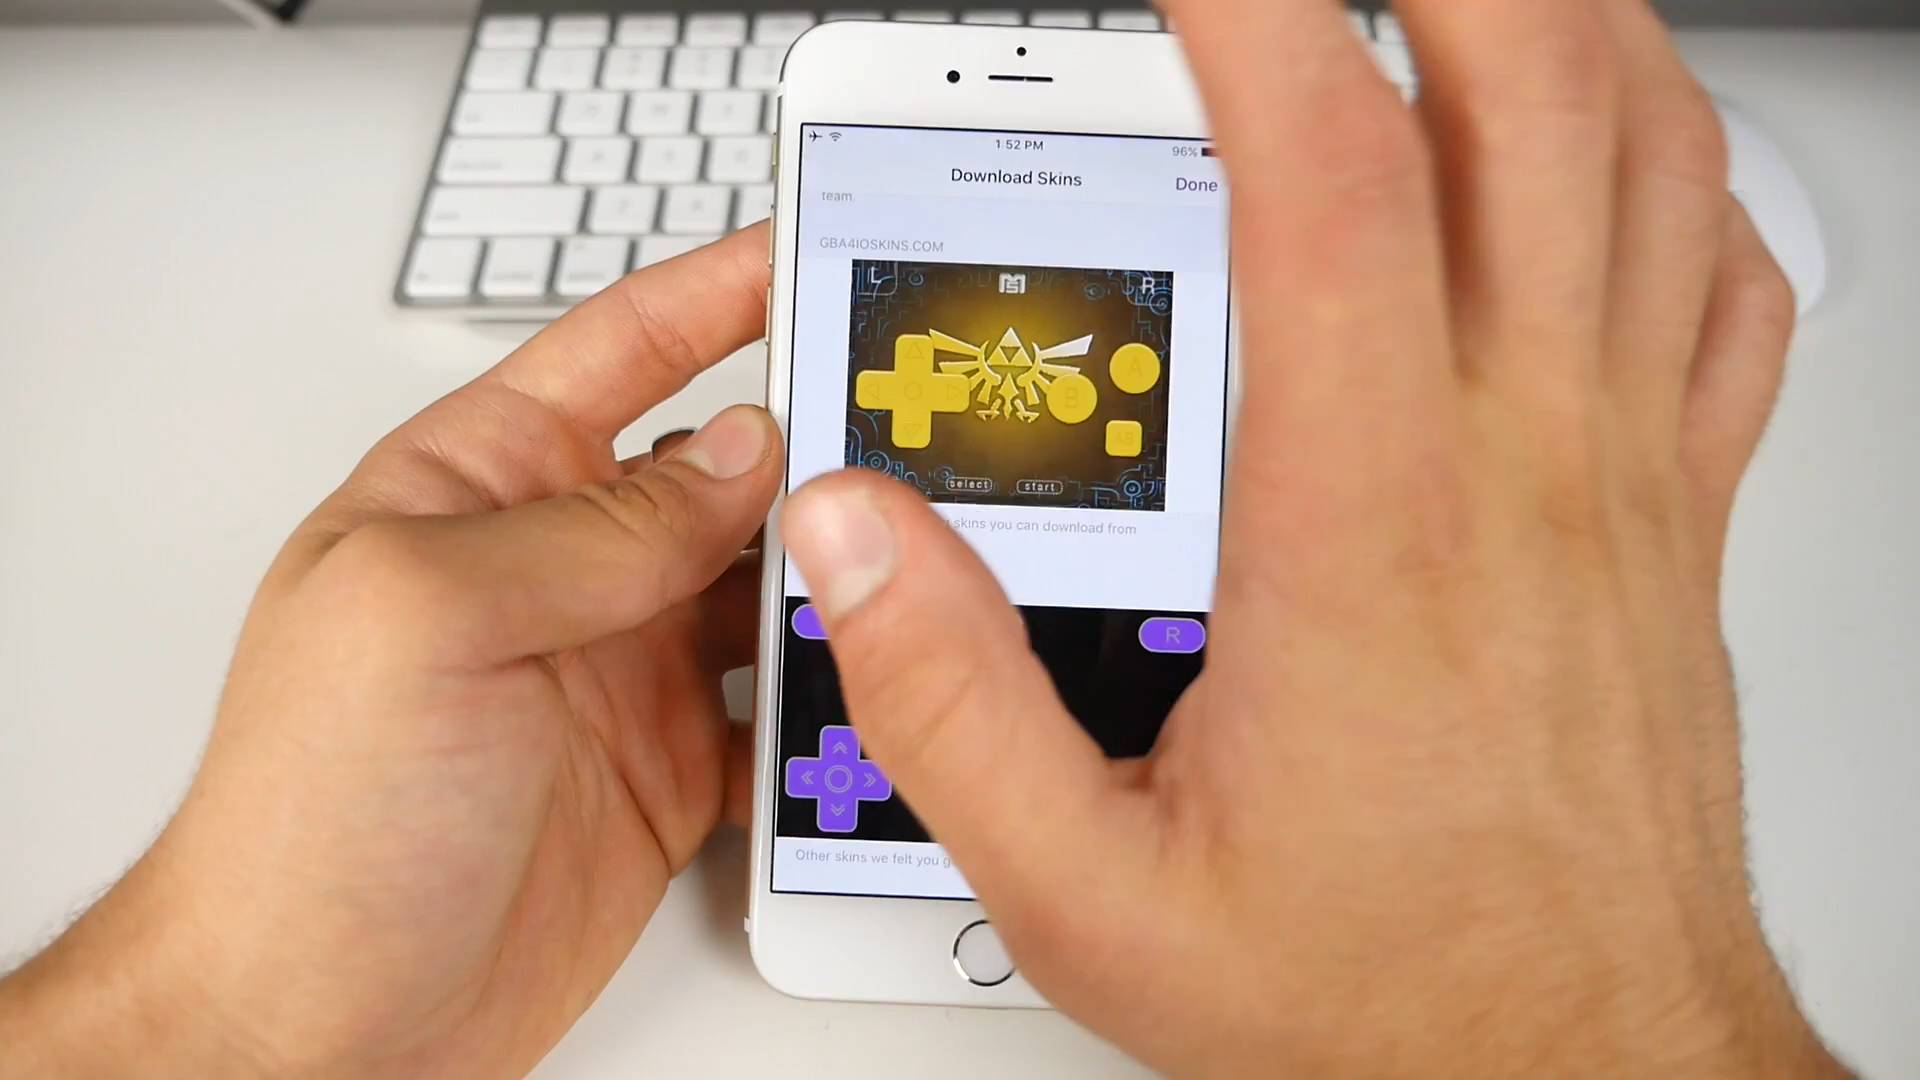 1:52 PM
96%
Download Skins
Done
team.
GBA4IOSKINS.COM
L
R
A
B
AB
select
start
skins you can download from
R
Other skins we felt you